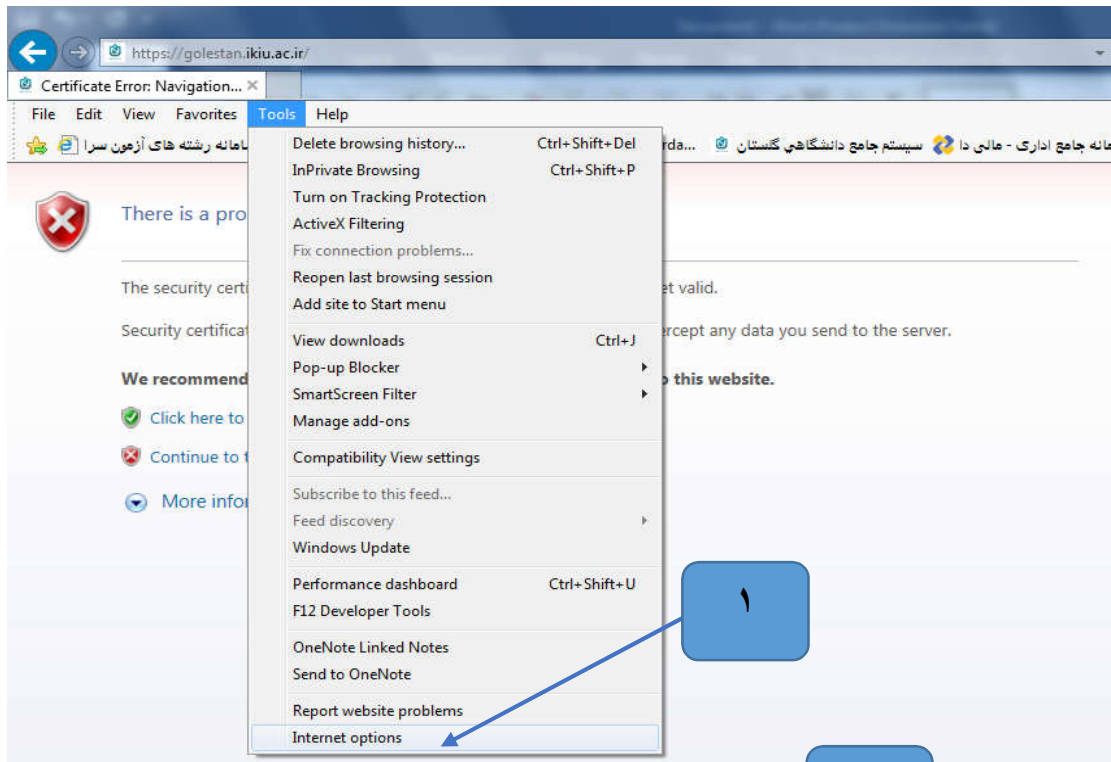 https://golestan.ikiu.ac.ir/
Certificate Error: Navigation...
File Edit View Favorites Tools Help
سامانه رشته های آزمون سرا
rda...
سیستم جامع دانشگاهي گلستان
انه جامع اداری - مالی دا
Delete browsing history... Ctrl+Shift+Del
InPrivate Browsing Ctrl+Shift+P
Turn on Tracking Protection
ActiveX Filtering
Fix connection problems...
Reopen last browsing session
Add site to Start menu
View downloads Ctrl+J
Pop-up Blocker
SmartScreen Filter
Manage add-ons
Compatibility View settings
Subscribe to this feed...
Feed discovery
Windows Update
Performance dashboard Ctrl+Shift+U
F12 Developer Tools
OneNote Linked Notes
Send to OneNote
Report website problems
Internet options
There is a pro
The security certi et valid.
Security certificat ercept any data you send to the server.
We recommend o this website.
Click here to
Continue to t
More infor
۱